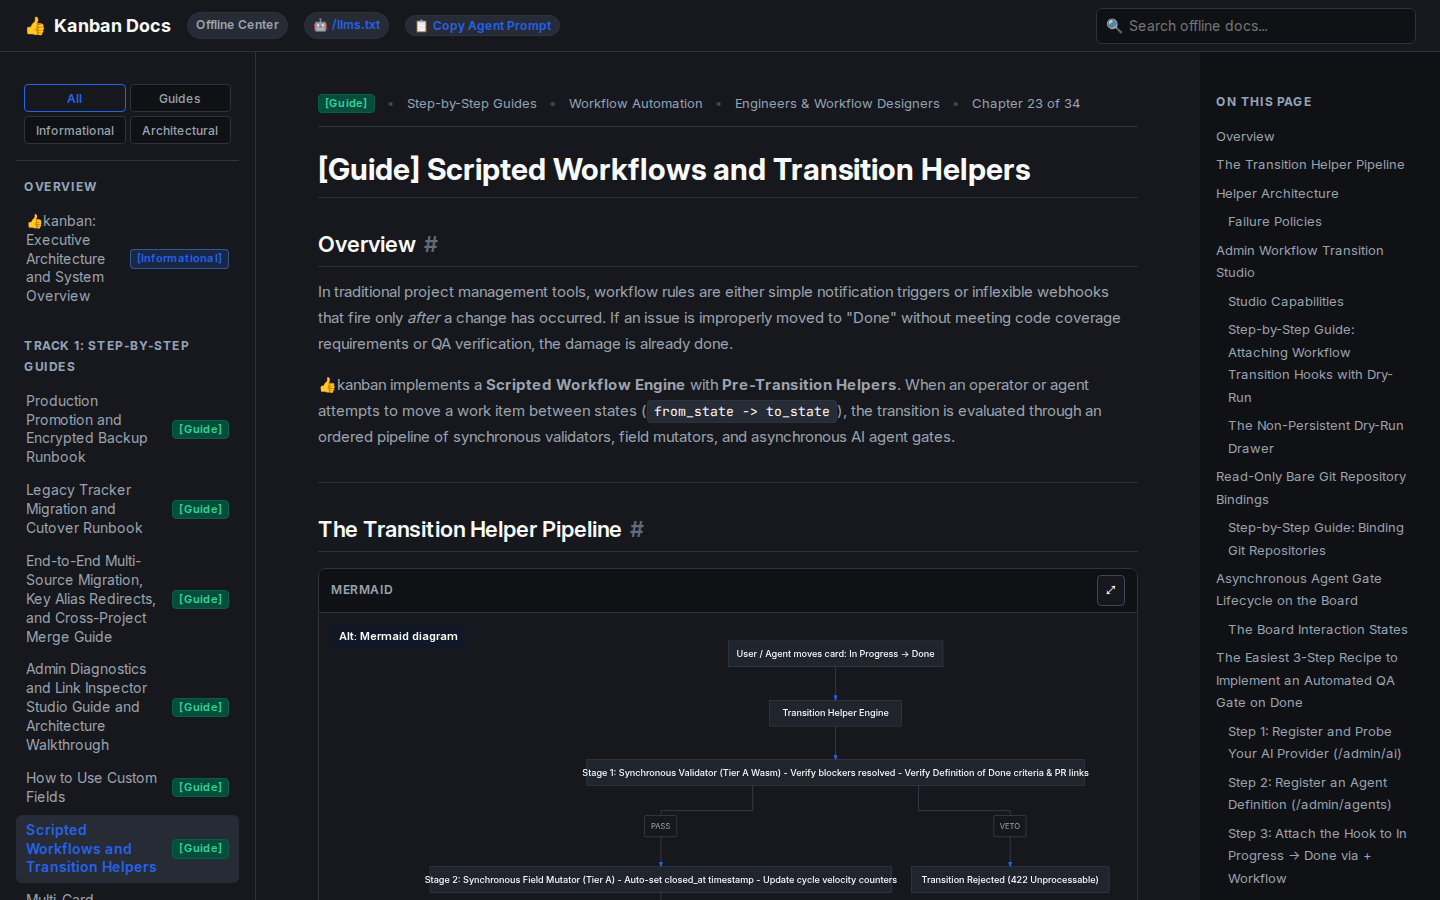 👍 Kanban Docs
Offline Center
🤖 /llms.txt
📋 Copy Agent Prompt
🔍 Search offline docs...
All
Guides
Informational
Architectural
OVERVIEW
👍kanban:
Executive
Architecture
and System
Overview
[Informational]
TRACK 1: STEP-BY-STEP
GUIDES
Production
Promotion and
Encrypted Backup
Runbook
[Guide]
Legacy Tracker
Migration and
Cutover Runbook
[Guide]
End-to-End Multi-
Source Migration,
Key Alias Redirects,
and Cross-Project
Merge Guide
[Guide]
Admin Diagnostics
and Link Inspector
Studio Guide and
Architecture
Walkthrough
[Guide]
How to Use Custom
Fields
[Guide]
Scripted
Workflows and
Transition Helpers
[Guide]
Multi-Card
[Guide] • Step-by-Step Guides • Workflow Automation • Engineers & Workflow Designers • Chapter 23 of 34
[Guide] Scripted Workflows and Transition Helpers
Overview #
In traditional project management tools, workflow rules are either simple notification triggers or inflexible webhooks
that fire only after a change has occurred. If an issue is improperly moved to "Done" without meeting code coverage
requirements or QA verification, the damage is already done.
👍kanban implements a Scripted Workflow Engine with Pre-Transition Helpers. When an operator or agent
attempts to move a work item between states (from_state -> to_state), the transition is evaluated through an
ordered pipeline of synchronous validators, field mutators, and asynchronous AI agent gates.
The Transition Helper Pipeline #
MERMAID
⤢
Alt: Mermaid diagram
User / Agent moves card: In Progress → Done
Transition Helper Engine
Stage 1: Synchronous Validator (Tier A Wasm) - Verify blockers resolved - Verify Definition of Done criteria & PR links
PASS
VETO
Stage 2: Synchronous Field Mutator (Tier A) - Auto-set closed_at timestamp - Update cycle velocity counters
Transition Rejected (422 Unprocessable)
ON THIS PAGE
Overview
The Transition Helper Pipeline
Helper Architecture
Failure Policies
Admin Workflow Transition
Studio
Studio Capabilities
Step-by-Step Guide:
Attaching Workflow
Transition Hooks with Dry-
Run
The Non-Persistent Dry-Run
Drawer
Read-Only Bare Git Repository
Bindings
Step-by-Step Guide: Binding
Git Repositories
Asynchronous Agent Gate
Lifecycle on the Board
The Board Interaction States
The Easiest 3-Step Recipe to
Implement an Automated QA
Gate on Done
Step 1: Register and Probe
Your AI Provider (/admin/ai)
Step 2: Register an Agent
Definition (/admin/agents)
Step 3: Attach the Hook to In
Progress → Done via +
Workflow